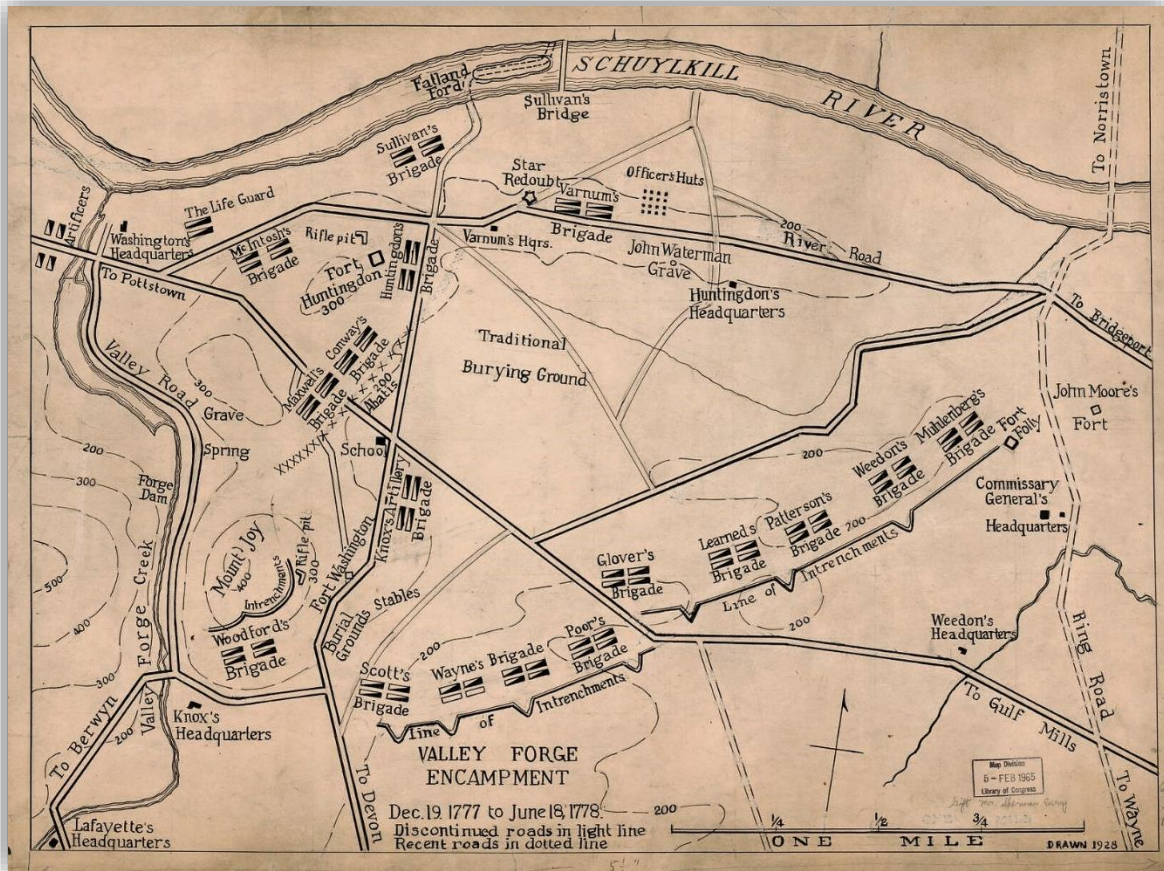 SCHUYLKILL
RIVER
Fatland
Ford
Sullivan's
Bridge
To Norristown
Sullivan's
Brigade
Star
Redoubt
Varnum's
Brigade
Officer's Huts
Artificers
The Life Guard
Washington's
Headquarters
McIntosh's
Brigade
Rifle pit
Fort
Huntingdon
300
Huntingdon's
Brigade
Varnum's Hqrs.
200
River Road
John Waterman
Grave
Huntingdon's
Headquarters
To Pottstown
To Bridgeport
Valley Road
300
Grave
Spring
Conway's
Brigade
Maxwell's
Brigade
XXXXXXXX
200
Abatis
School
Traditional
Burying Ground
John Moore's
Fort
Muhlenberg's
Brigade
Fort
Folly
Weedon's
Brigade
200
Commissary
General's
Headquarters
200
300
Forge
Dam
Knox's Artillery
Brigade
Patterson's
Brigade
Learned's
Brigade
200
Line of Intrenchments
Glover's
Brigade
200
Mount Joy
400
Intrenchments
Rifle pit
300
Fort Washington
500
400
300
Valley Forge Creek
Woodford's
Brigade
Burial
Grounds
Stables
200
Poor's
Brigade
Wayne's Brigade
Scott's
Brigade
Line of Intrenchments
Weedon's
Headquarters
Ring Road
To Gulf Mills
To Berwyn
200
Knox's
Headquarters
To Devon
To Wayne
Lafayette's
Headquarters
VALLEY FORGE
ENCAMPMENT
Dec. 19. 1777 to June 18, 1778.
Discontinued roads in light line
Recent roads in dotted line
200
Map Division
5 - FEB 1965
Library of Congress
1/4 1/2 3/4
ONE MILE
DRAWN 1928